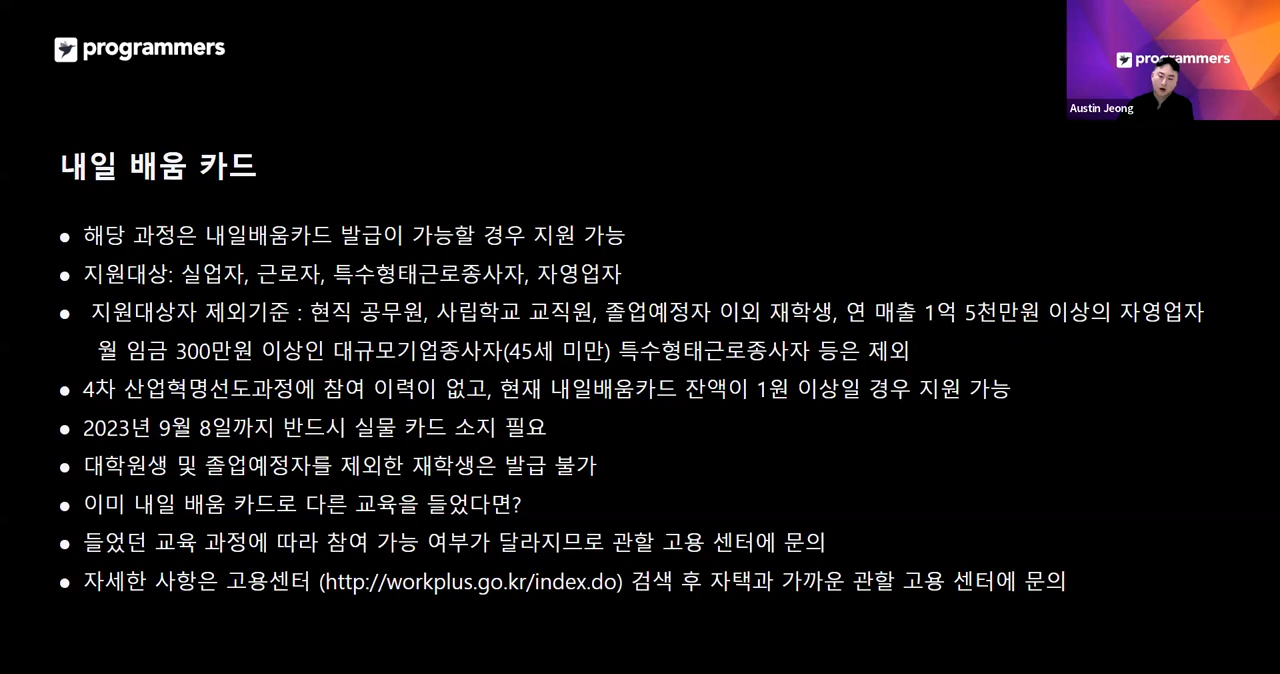 programmers
programmers
Austin Jeong
내일 배움 카드
● 해당 과정은 내일배움카드 발급이 가능할 경우 지원 가능
● 지원대상: 실업자, 근로자, 특수형태근로종사자, 자영업자
● 지원대상자 제외기준 : 현직 공무원, 사립학교 교직원, 졸업예정자 이외 재학생, 연 매출 1억 5천만원 이상의 자영업자
월 임금 300만원 이상인 대규모기업종사자(45세 미만) 특수형태근로종사자 등은 제외
● 4차 산업혁명선도과정에 참여 이력이 없고, 현재 내일배움카드 잔액이 1원 이상일 경우 지원 가능
● 2023년 9월 8일까지 반드시 실물 카드 소지 필요
● 대학원생 및 졸업예정자를 제외한 재학생은 발급 불가
● 이미 내일 배움 카드로 다른 교육을 들었다면?
● 들었던 교육 과정에 따라 참여 가능 여부가 달라지므로 관할 고용 센터에 문의
● 자세한 사항은 고용센터 (http://workplus.go.kr/index.do) 검색 후 자택과 가까운 관할 고용 센터에 문의